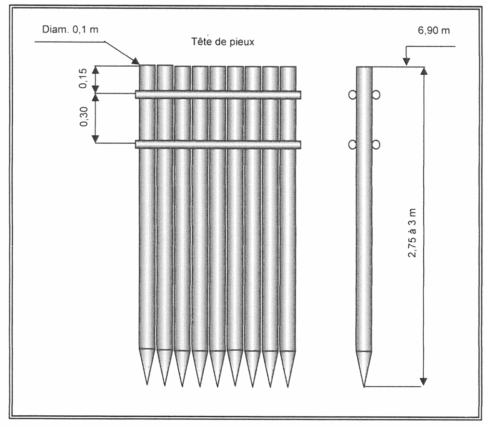 Diam. 0,1 m
Tête de pieux
6,90 m
0,15
0,30
2,75 à 3 m